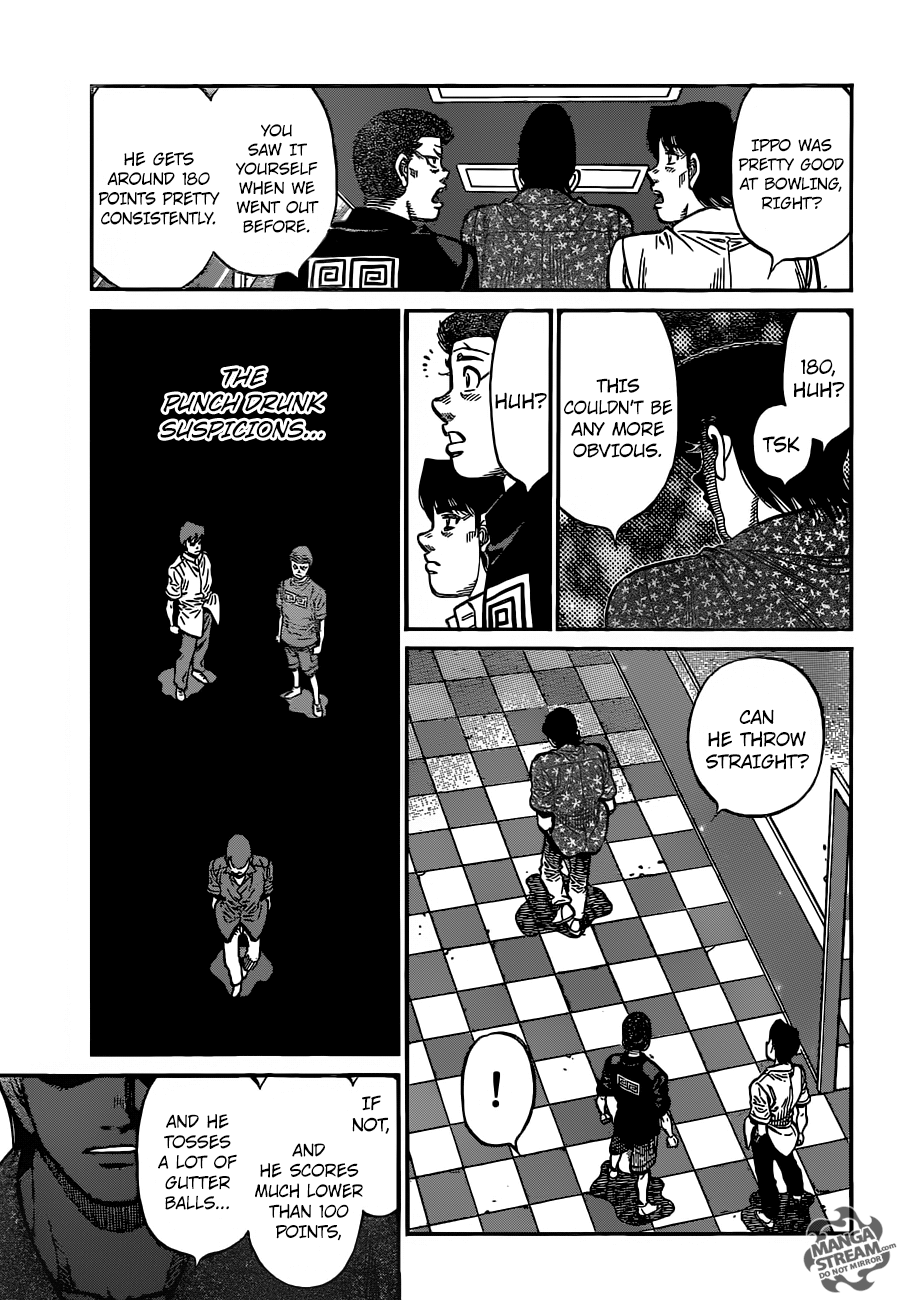 IPPO WAS
PRETTY GOOD
AT BOWLING,
RIGHT?
YOU
SAW IT
YOURSELF
WHEN WE
WENT OUT
BEFORE.
HE GETS
AROUND 180
POINTS PRETTY
CONSISTENTLY.
180,
HUH?
TSK
THIS
COULDN'T BE
ANY MORE
OBVIOUS.
HUH?
THE
PUNCH DRUNK
SUSPICIONS...
CAN
HE THROW
STRAIGHT?
!
IF
NOT,
AND
HE SCORES
MUCH LOWER
THAN 100
POINTS,
AND HE
TOSSES
A LOT OF
GUTTER
BALLS...
MANGA
STREAM.com
DO NOT MIRROR!